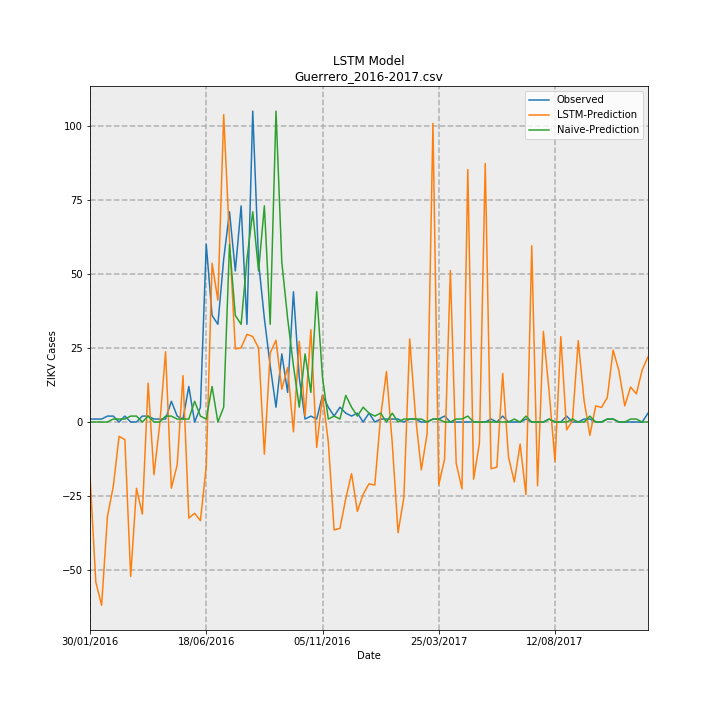 LSTM Model
Guerrero_2016-2017.csv
Observed
LSTM-Prediction
Naive-Prediction
ZIKV Cases
100
75
50
25
0
−25
−50
30/01/2016
18/06/2016
05/11/2016
25/03/2017
12/08/2017
Date